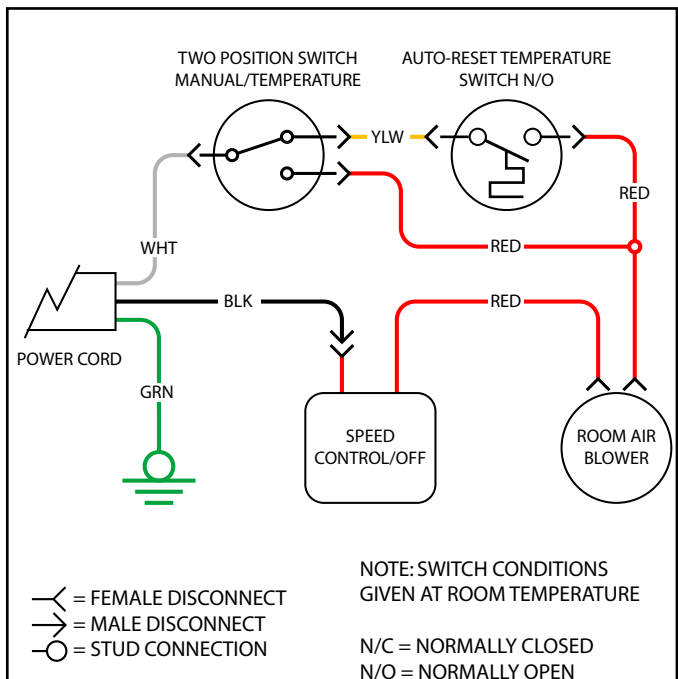 TWO POSITION SWITCH
MANUAL/TEMPERATURE
AUTO-RESET TEMPERATURE
SWITCH N/O
YLW
RED
WHT
RED
BLK
RED
POWER CORD
GRN
SPEED
CONTROL/OFF
ROOM AIR
BLOWER
= FEMALE DISCONNECT
= MALE DISCONNECT
= STUD CONNECTION
NOTE: SWITCH CONDITIONS
GIVEN AT ROOM TEMPERATURE
N/C = NORMALLY CLOSED
N/O = NORMALLY OPEN